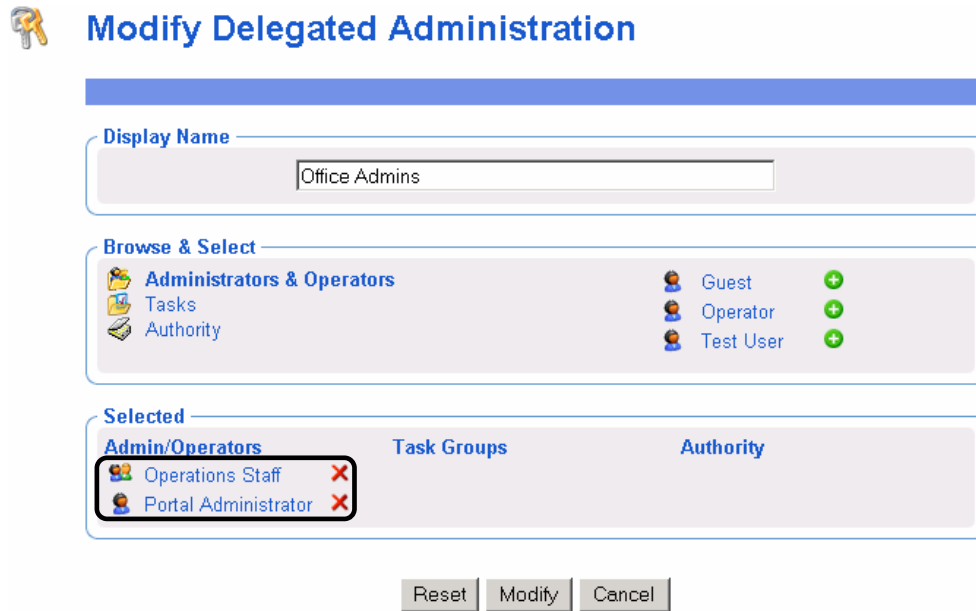 Modify Delegated Administration
Display Name
Office Admins
Browse & Select
Administrators & Operators
Tasks
Authority
Guest
Operator
Test User
Selected
Admin/Operators Task Groups Authority
Operations Staff
Portal Administrator
Reset Modify Cancel